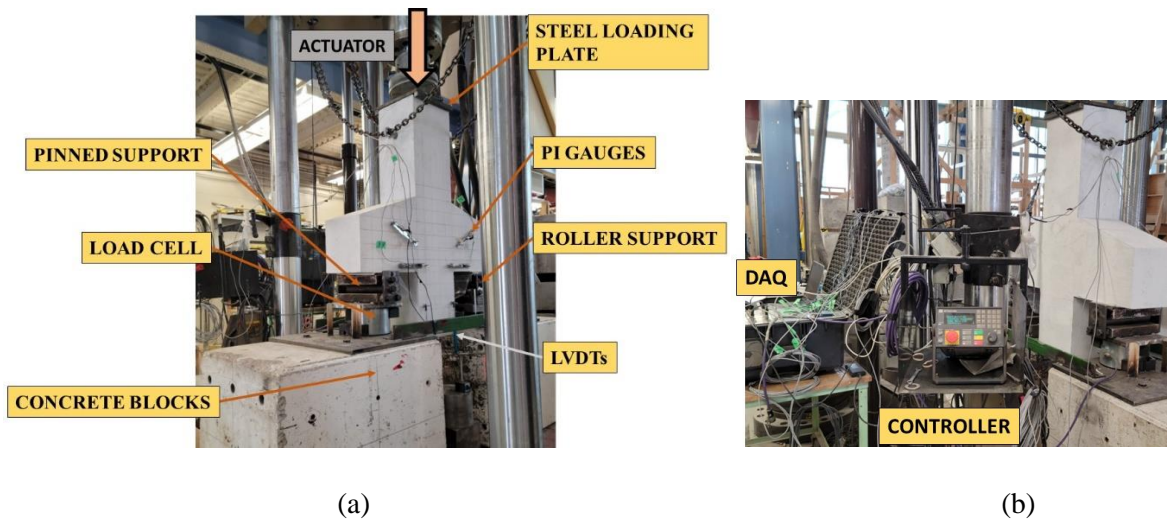 ACTUATOR
STEEL LOADING
PLATE
PINNED SUPPORT
PI GAUGES
LOAD CELL
ROLLER SUPPORT
LVDTs
CONCRETE BLOCKS
DAQ
CONTROLLER
(a)
(b)